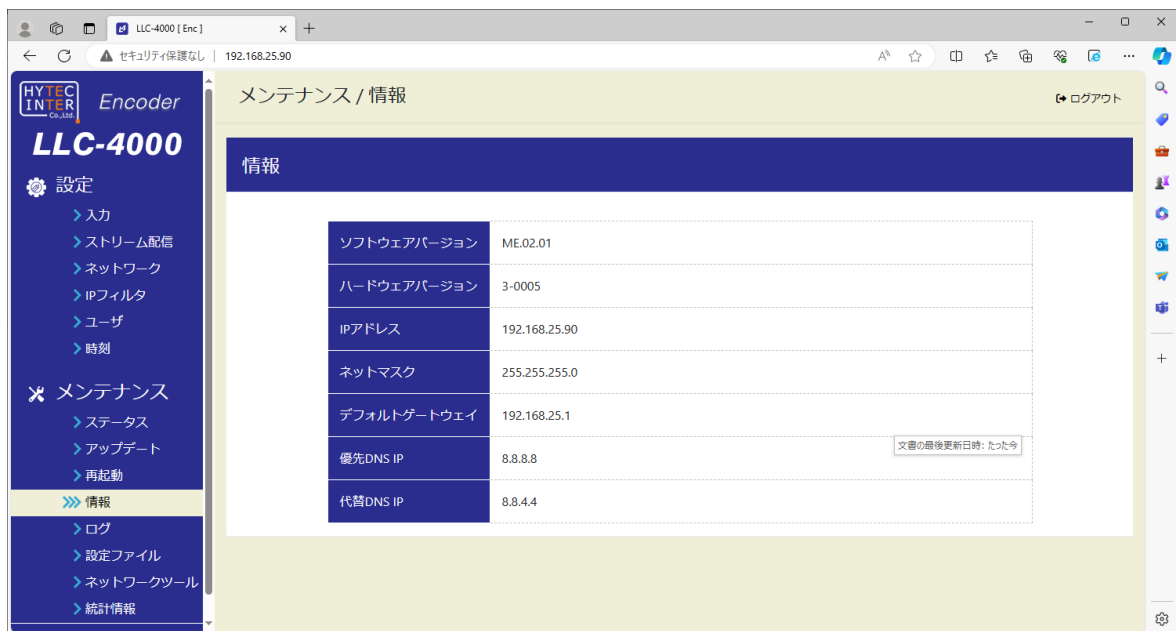 LLC-4000 [ Enc ]
セキュリティ保護なし | 192.168.25.90
HYTEC
INTER
Co.,Ltd.
Encoder
LLC-4000
設定
入力
ストリーム配信
ネットワーク
IPフィルタ
ユーザ
時刻
メンテナンス
ステータス
アップデート
再起動
情報
ログ
設定ファイル
ネットワークツール
統計情報
メンテナンス / 情報
ログアウト
情報
ソフトウェアバージョン ME.02.01
ハードウェアバージョン 3-0005
IPアドレス 192.168.25.90
ネットマスク 255.255.255.0
デフォルトゲートウェイ 192.168.25.1
文書の最後更新日時: たった今
優先DNS IP 8.8.8.8
代替DNS IP 8.8.4.4